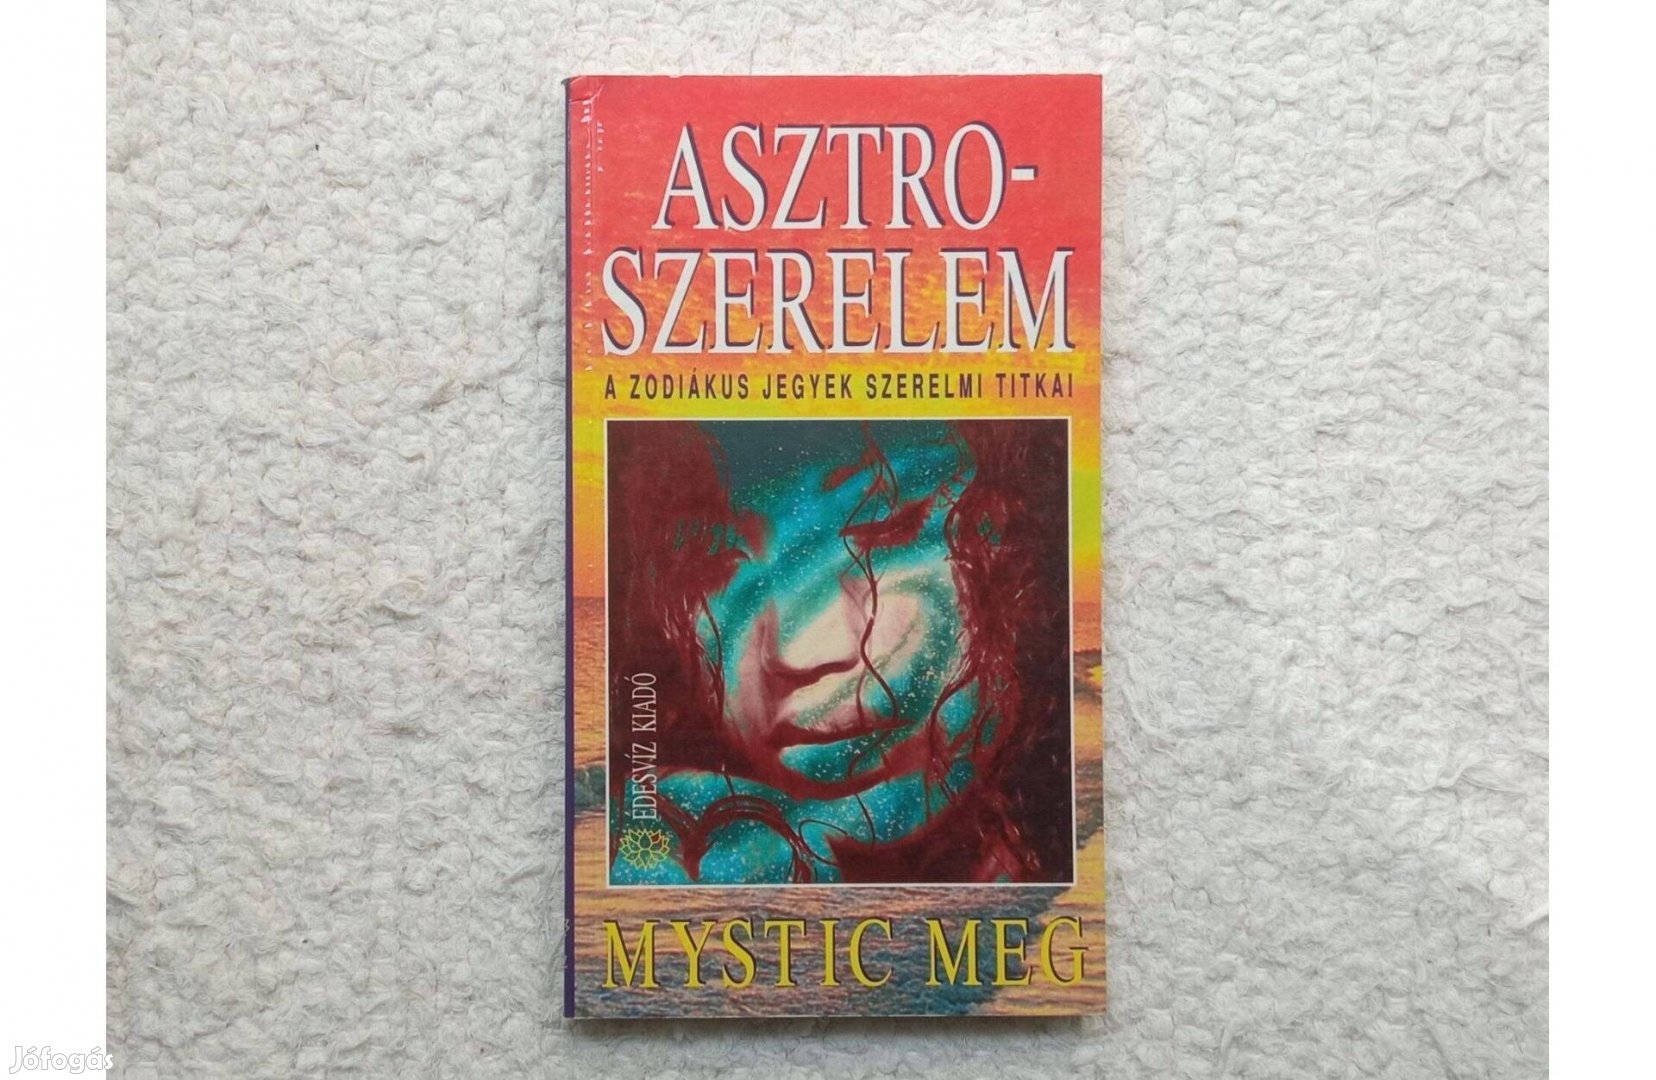 ASZTRO-
SZERELEM
A ZODIÁKUS JEGYEK SZERELMI TITKAI
ÉDESVÍZ KIADÓ
MYSTIC MEG
Jófogás